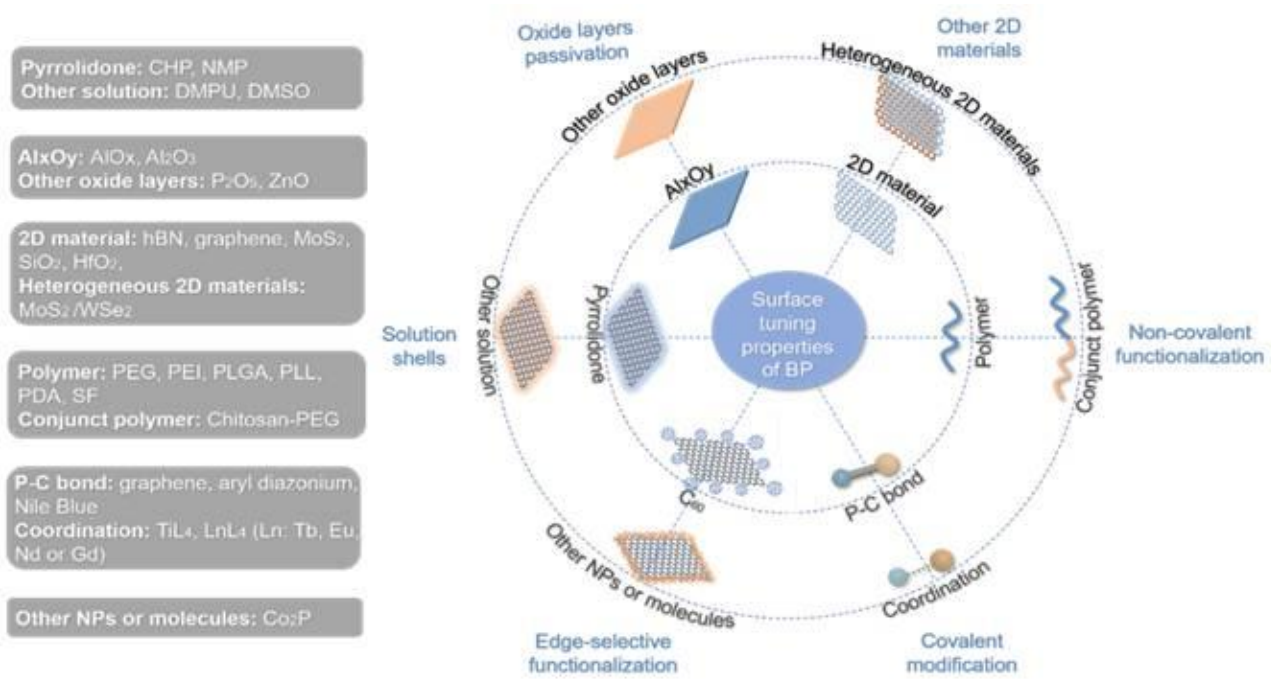 Pyrrolidone: CHP, NMP
Other solution: DMPU, DMSO
AlxOy: AlOx, Al₂O₃
Other oxide layers: P₂O₅, ZnO
2D material: hBN, graphene, MoS₂,
SiO₂, HfO₂,
Heterogeneous 2D materials:
MoS₂ /WSe₂
Polymer: PEG, PEI, PLGA, PLL,
PDA, SF
Conjunct polymer: Chitosan-PEG
P-C bond: graphene, aryl diazonium,
Nile Blue
Coordination: TiL₄, LnL₄ (Ln: Tb, Eu,
Nd or Gd)
Other NPs or molecules: Co₂P
Oxide layers
passivation
Other 2D
materials
Other oxide layers
Heterogeneous 2D materials
AlxOy
2D material
Solution
shells
Other solution
Pyrrolidone
Surface
tuning
properties
of BP
Polymer
Conjunct polymer
Non-covalent
functionalization
C₆₀
P-C bond
Other NPs or molecules
Coordination
Edge-selective
functionalization
Covalent
modification